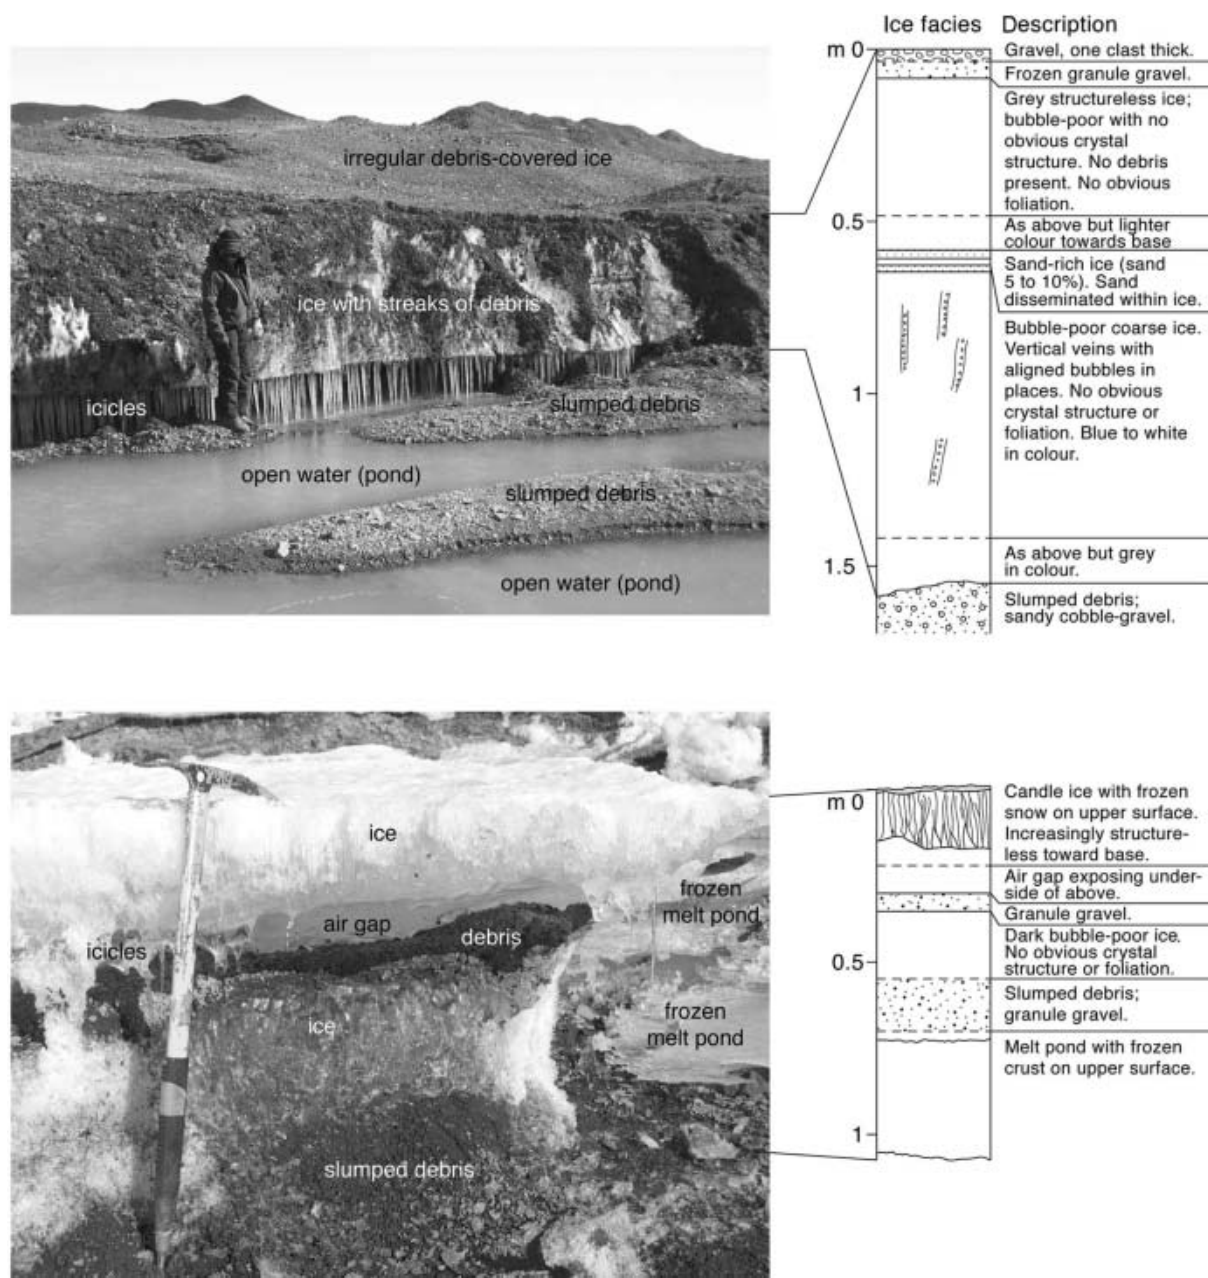 Ice facies Description
m 0
Gravel, one clast thick.
Frozen granule gravel.
Grey structureless ice;
bubble-poor with no
obvious crystal
structure. No debris
present. No obvious
foliation.
0.5
As above but lighter
colour towards base
Sand-rich ice (sand
5 to 10%). Sand
disseminated within ice.
Bubble-poor coarse ice.
Vertical veins with
aligned bubbles in
places. No obvious
crystal structure or
foliation. Blue to white
in colour.
1
As above but grey
in colour.
1.5
Slumped debris;
sandy cobble-gravel.
irregular debris-covered ice
ice with streaks of debris
icicles
slumped debris
open water (pond)
slumped debris
open water (pond)
m 0
Candle ice with frozen
snow on upper surface.
Increasingly structure-
less toward base.
Air gap exposing under-
side of above.
Granule gravel.
Dark bubble-poor ice.
No obvious crystal
structure or foliation.
0.5
Slumped debris;
granule gravel.
Melt pond with frozen
crust on upper surface.
1
ice
frozen
melt pond
air gap
debris
icicles
ice
frozen
melt pond
slumped debris